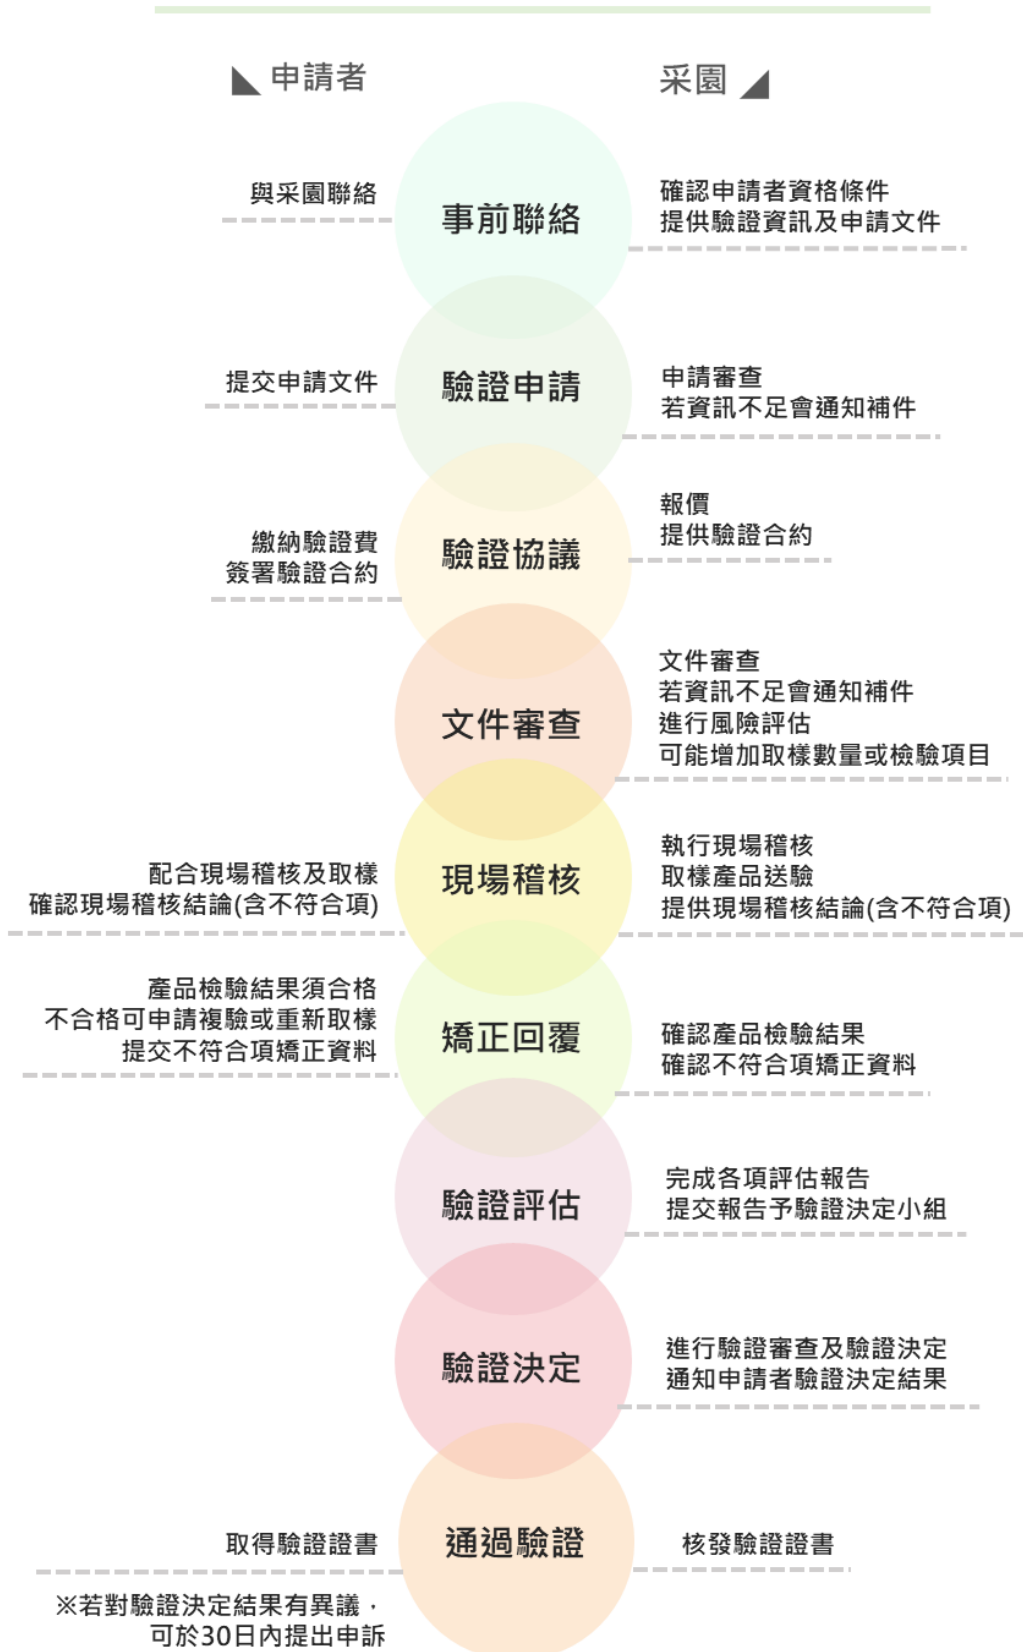 申請者
采園
與采園聯絡
事前聯絡
確認申請者資格條件
提供驗證資訊及申請文件
提交申請文件
驗證申請
申請審查
若資訊不足會通知補件
繳納驗證費
簽署驗證合約
驗證協議
報價
提供驗證合約
文件審查
文件審查
若資訊不足會通知補件
進行風險評估
可能增加取樣數量或檢驗項目
配合現場稽核及取樣
確認現場稽核結論(含不符合項)
現場稽核
執行現場稽核
取樣產品送驗
提供現場稽核結論(含不符合項)
產品檢驗結果須合格
不合格可申請複驗或重新取樣
提交不符合項矯正資料
矯正回覆
確認產品檢驗結果
確認不符合項矯正資料
驗證評估
完成各項評估報告
提交報告予驗證決定小組
驗證決定
進行驗證審查及驗證決定
通知申請者驗證決定結果
取得驗證證書
通過驗證
核發驗證證書
※若對驗證決定結果有異議，
可於30日內提出申訴